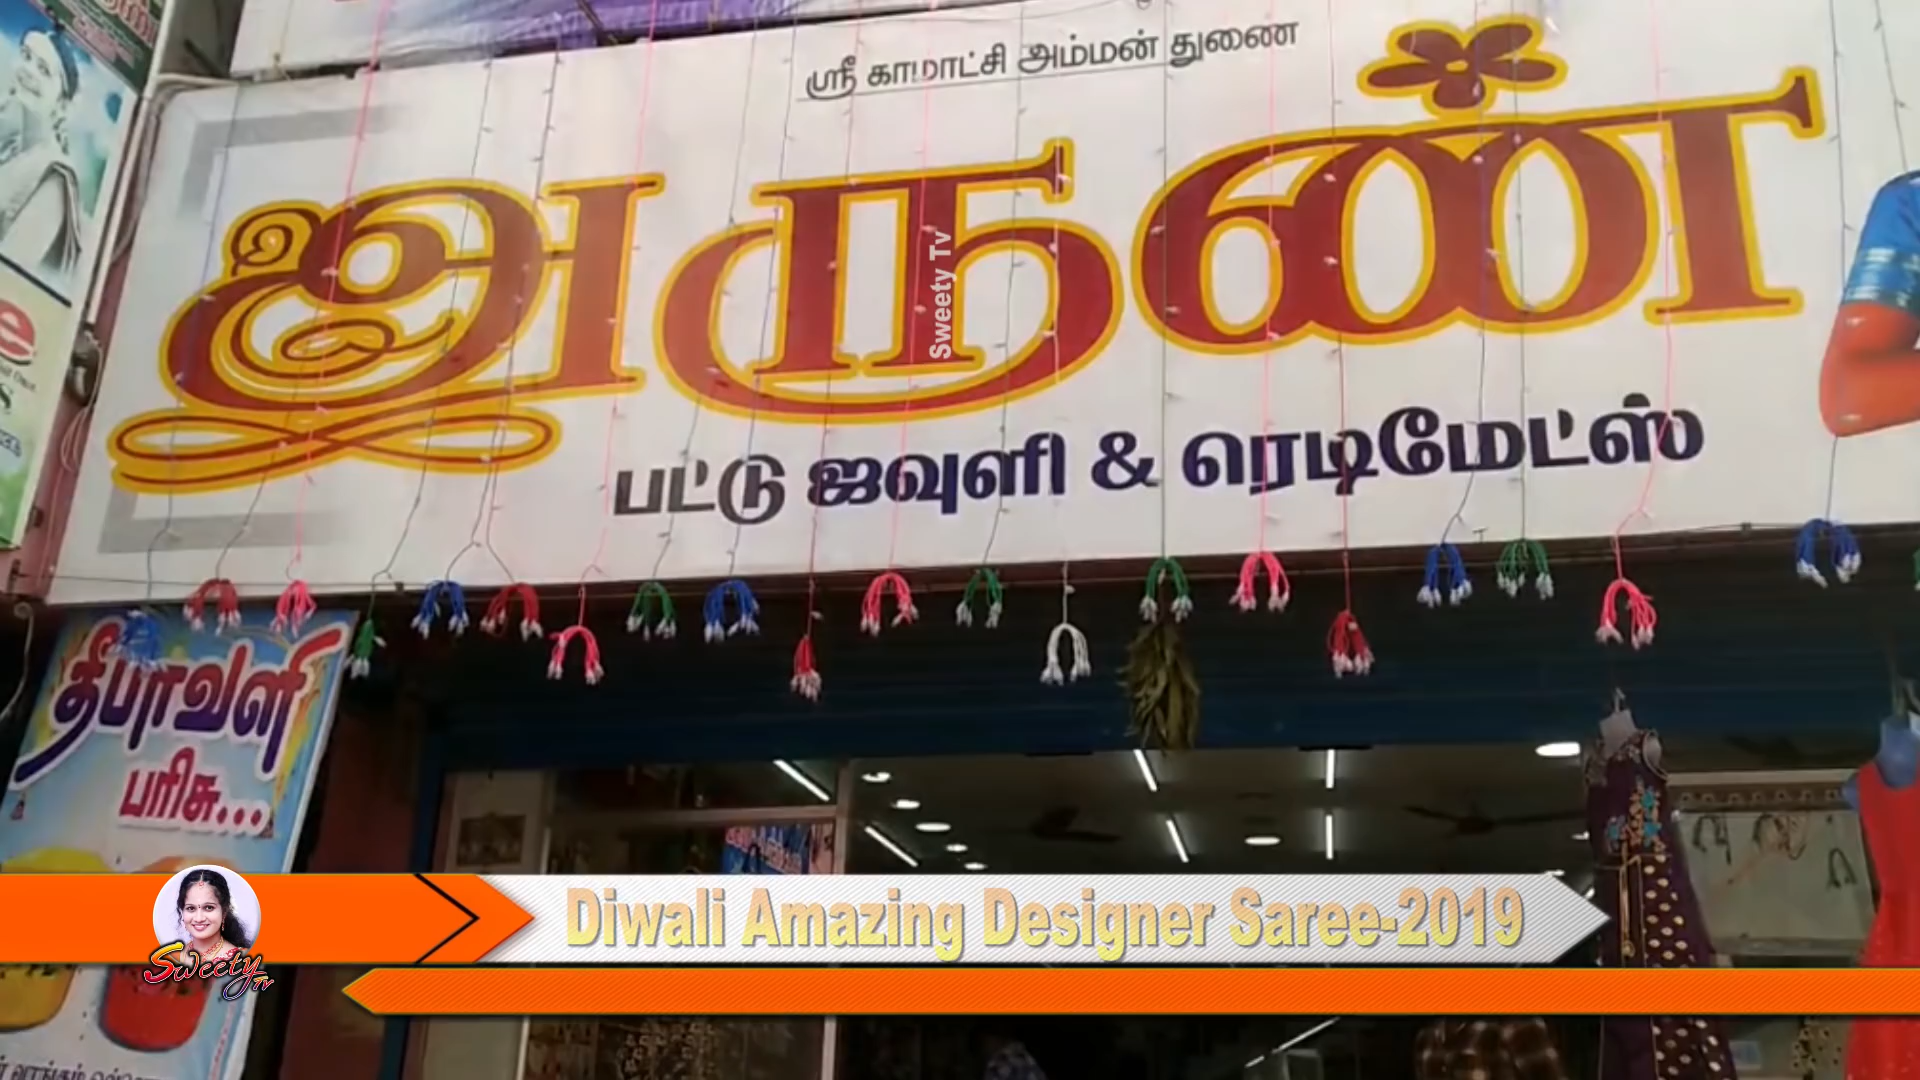 ஸ்ரீ காமாட்சி அம்மன் துணை
அருண்
Sweety Tv
பட்டு ஜவுளி & ரெடிமேட்ஸ்
தீபாவளி
பரிசு...
Diwali Amazing Designer Saree-2019
Sweety Tv